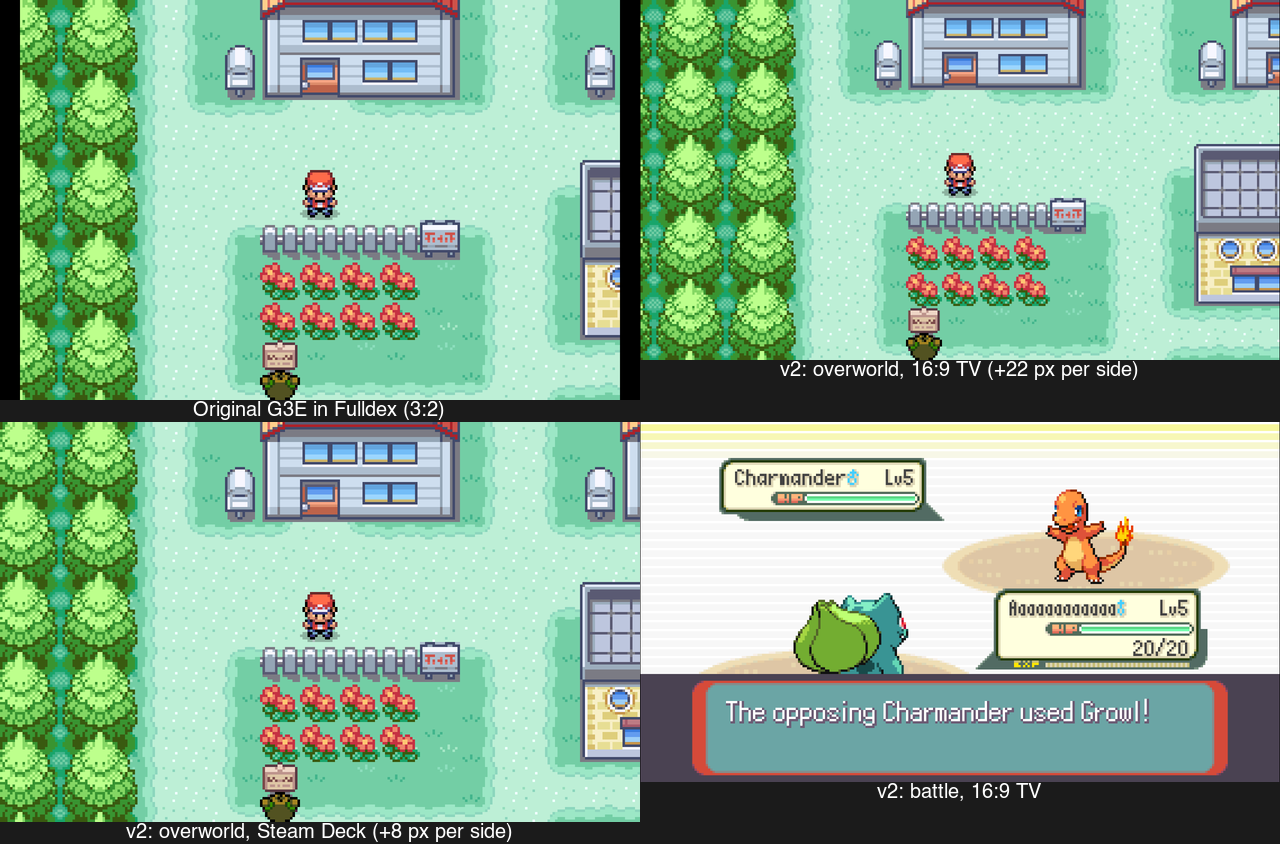 Original G3E in Fulldex (3:2)
v2: overworld, 16:9 TV (+22 px per side)
Charmander♂ Lv5
HP
Aaaaaaaaaaaa♂ Lv5
HP
20/20
EXP
The opposing Charmander used Growl!
v2: overworld, Steam Deck (+8 px per side)
v2: battle, 16:9 TV